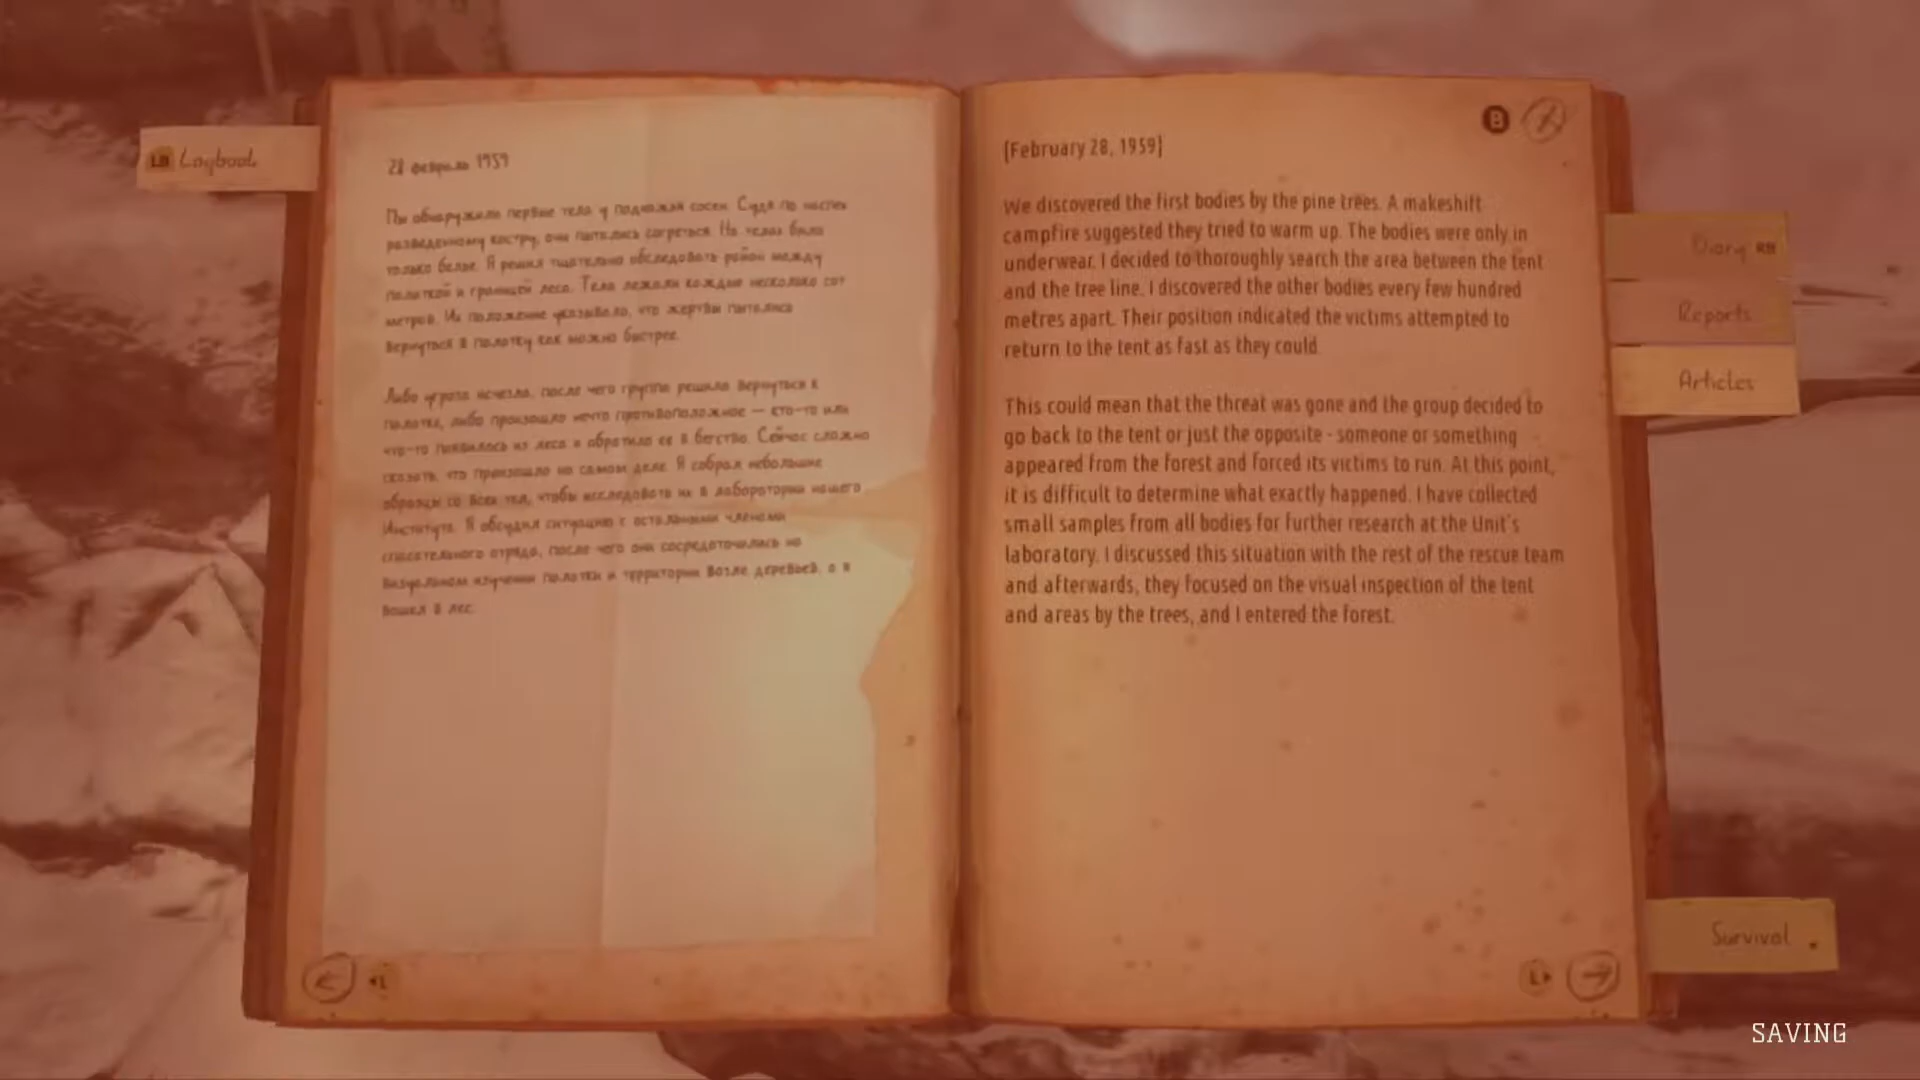 LB Logbook
28 февраль 1959
Мы обнаружили первые тела у подножья сосен. Судя по наспех
разведенному костру, они пытались согреться. На телах было
только белье. Я решил тщательно обследовать район между
палаткой и границей леса. Тела лежали каждые несколько сот
метров. Их положение указывало, что жертвы пытались
вернуться в палатку как можно быстрее.
Либо угроза исчезла, после чего группа решила вернуться к
палатке, либо произошло нечто противоположное — кто-то или
что-то появилось из леса и обратило ее в бегство. Сейчас сложно
сказать, что произошло на самом деле. Я собрал небольшие
образцы со всех тел, чтобы исследовать их в лаборатории нашего
Института. Я обсудил ситуацию с остальными членами
спасательного отряда, после чего они сосредоточились на
визуальном изучении палатки и территории возле деревьев, а я
вошел в лес.
L
B
[February 28, 1959]
We discovered the first bodies by the pine trees. A makeshift
campfire suggested they tried to warm up. The bodies were only in
underwear. I decided to thoroughly search the area between the tent
and the tree line. I discovered the other bodies every few hundred
metres apart. Their position indicated the victims attempted to
return to the tent as fast as they could.
This could mean that the threat was gone and the group decided to
go back to the tent or just the opposite - someone or something
appeared from the forest and forced its victims to run. At this point,
it is difficult to determine what exactly happened. I have collected
small samples from all bodies for further research at the Unit's
laboratory. I discussed this situation with the rest of the rescue team
and afterwards, they focused on the visual inspection of the tent
and areas by the trees, and I entered the forest.
L
Diary RB
Reports
Articles
Survival
SAVING